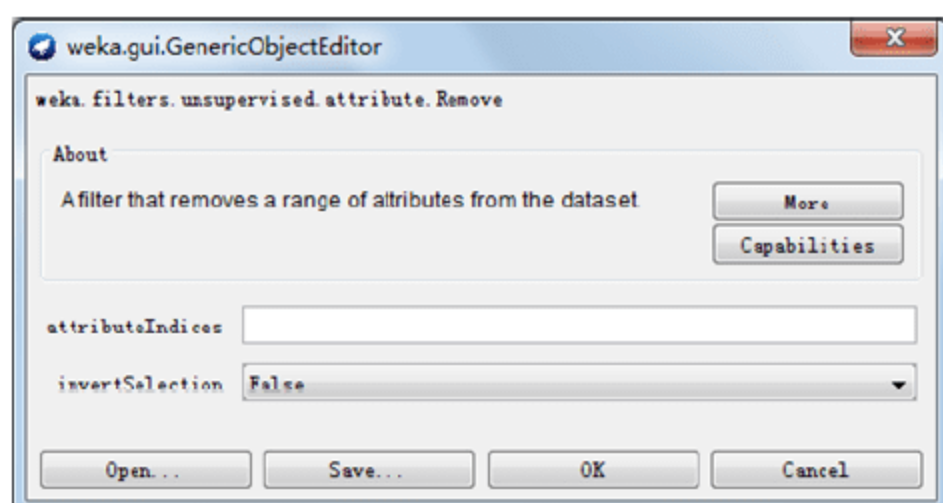 weka.gui.GenericObjectEditor
weka.filters.unsupervised.attribute.Remove
About
A filter that removes a range of attributes from the dataset.
More
Capabilities
attributeIndices
invertSelection False
Open... Save... OK Cancel